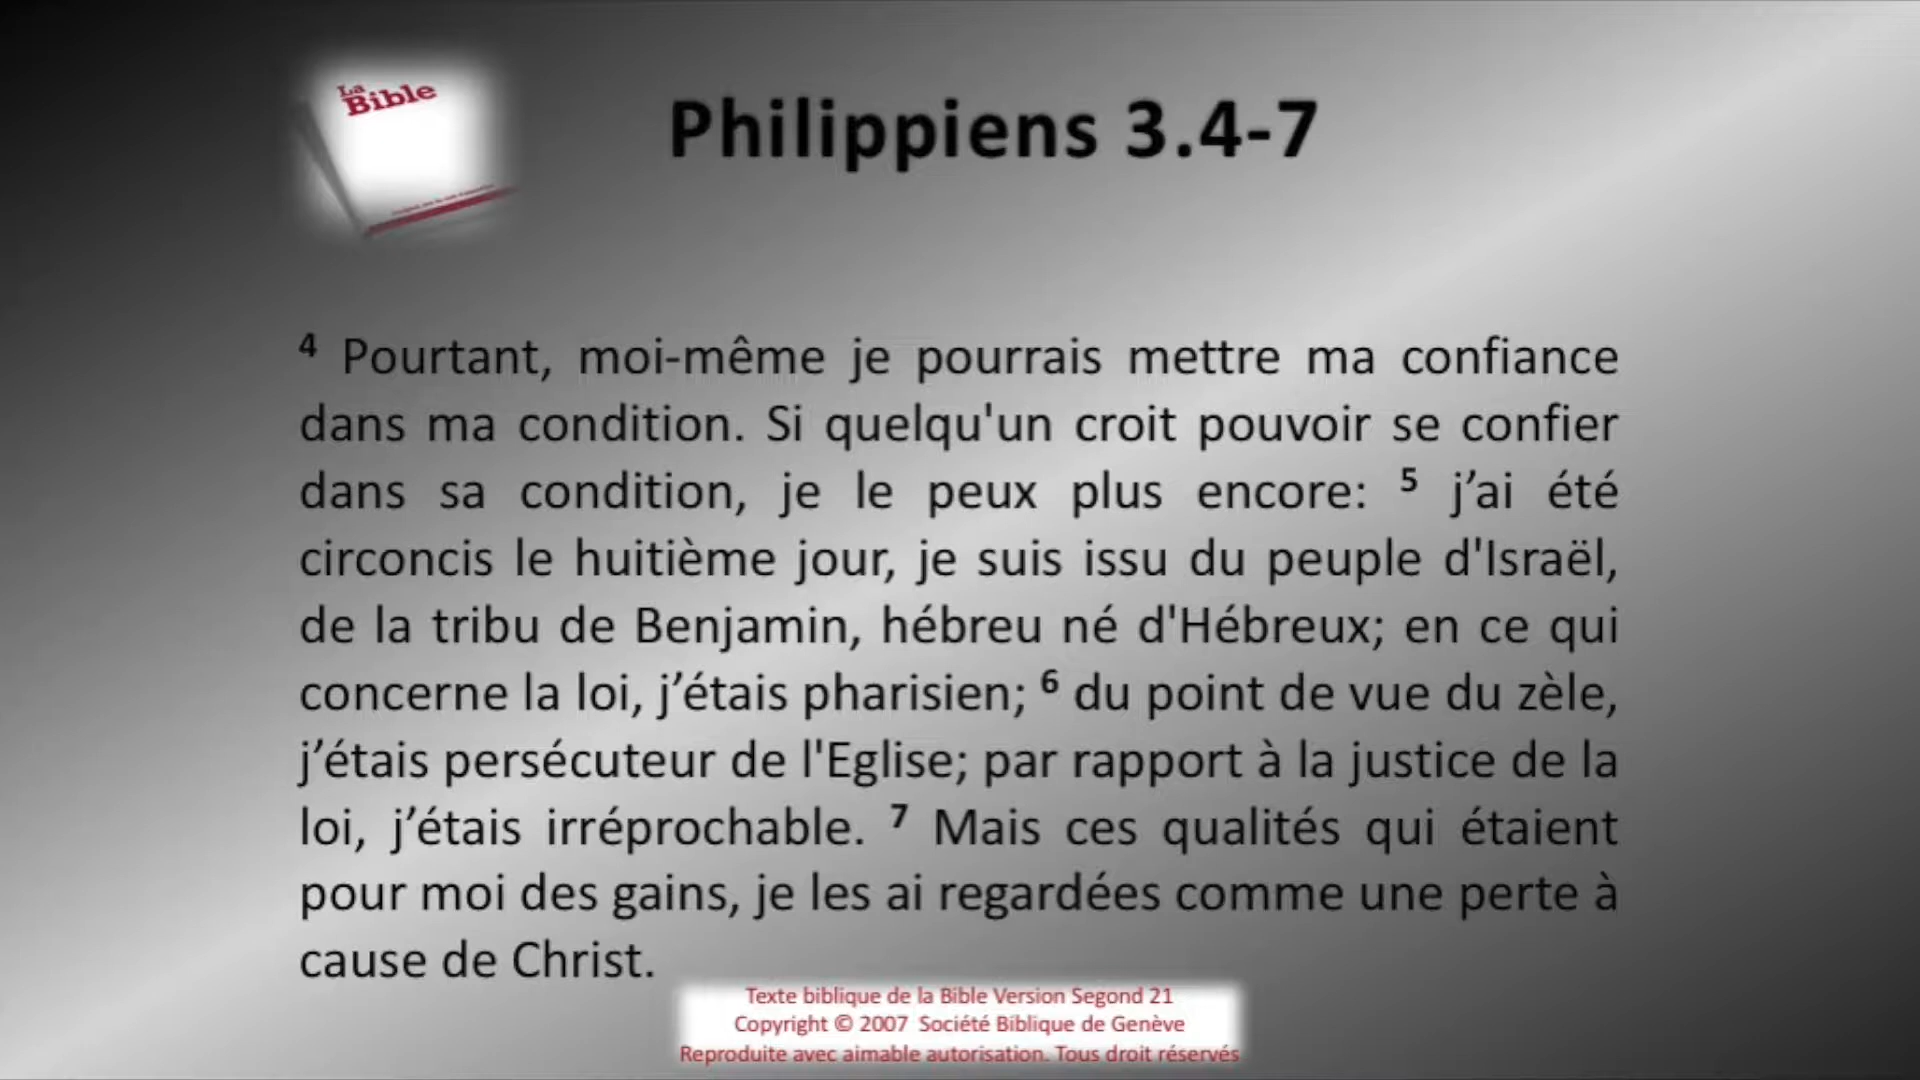 La
Bible
Philippiens 3.4-7
4 Pourtant, moi-même je pourrais mettre ma confiance
dans ma condition. Si quelqu'un croit pouvoir se confier
dans sa condition, je le peux plus encore: 5 j’ai été
circoncis le huitième jour, je suis issu du peuple d'Israël,
de la tribu de Benjamin, hébreu né d'Hébreux; en ce qui
concerne la loi, j’étais pharisien; 6 du point de vue du zèle,
j’étais persécuteur de l'Eglise; par rapport à la justice de la
loi, j’étais irréprochable. 7 Mais ces qualités qui étaient
pour moi des gains, je les ai regardées comme une perte à
cause de Christ.
Texte biblique de la Bible Version Segond 21
Copyright © 2007 Société Biblique de Genève
Reproduite avec aimable autorisation. Tous droit réservés